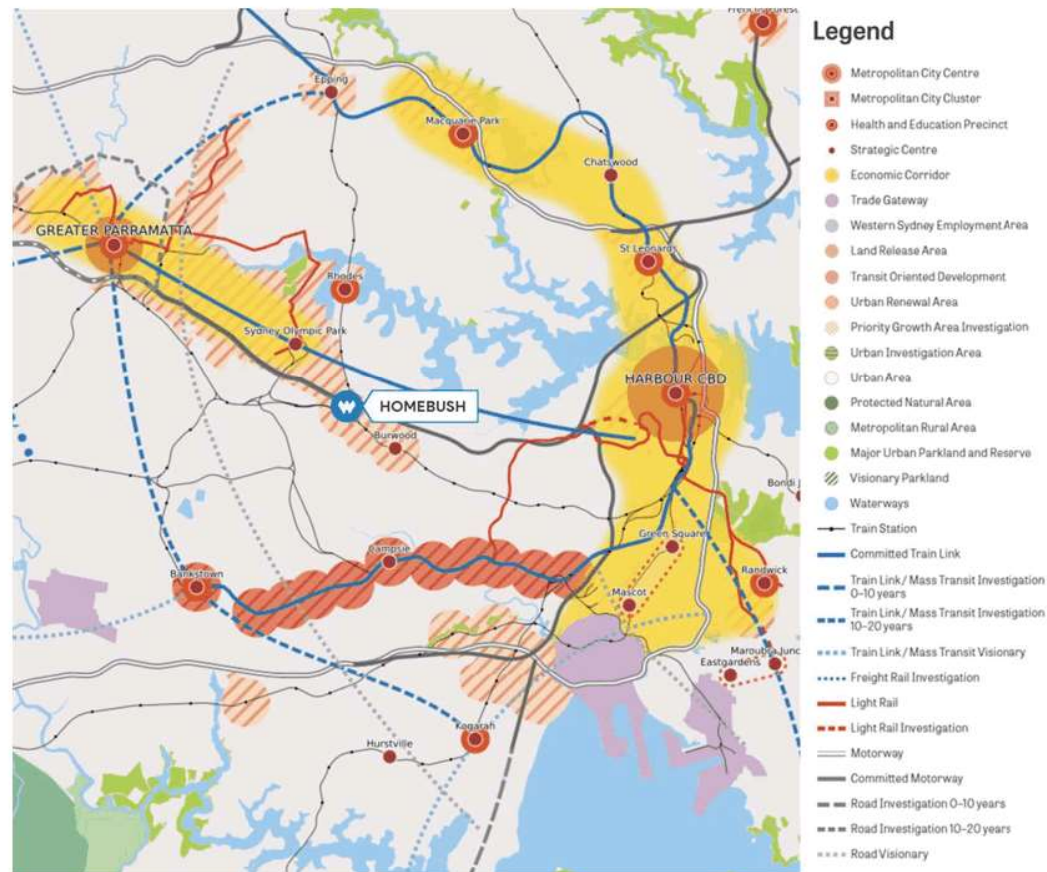 Frenchs Forest
Epping
Macquarie Park
Chatswood
GREATER PARRAMATTA
St Leonards
Rhodes
Sydney Olympic Park
HARBOUR CBD
HOMEBUSH
Burwood
Bondi J
Green Square
Campsie
Bankstown
Randwick
Mascot
Maroubra Junc
Eastgardens
Kogarah
Hurstville
Legend
Metropolitan City Centre
Metropolitan City Cluster
Health and Education Precinct
Strategic Centre
Economic Corridor
Trade Gateway
Western Sydney Employment Area
Land Release Area
Transit Oriented Development
Urban Renewal Area
Priority Growth Area Investigation
Urban Investigation Area
Urban Area
Protected Natural Area
Metropolitan Rural Area
Major Urban Parkland and Reserve
Visionary Parkland
Waterways
Train Station
Committed Train Link
Train Link/ Mass Transit Investigation
0–10 years
Train Link/ Mass Transit Investigation
10–20 years
Train Link/ Mass Transit Visionary
Freight Rail Investigation
Light Rail
Light Rail Investigation
Motorway
Committed Motorway
Road Investigation 0–10 years
Road Investigation 10–20 years
Road Visionary